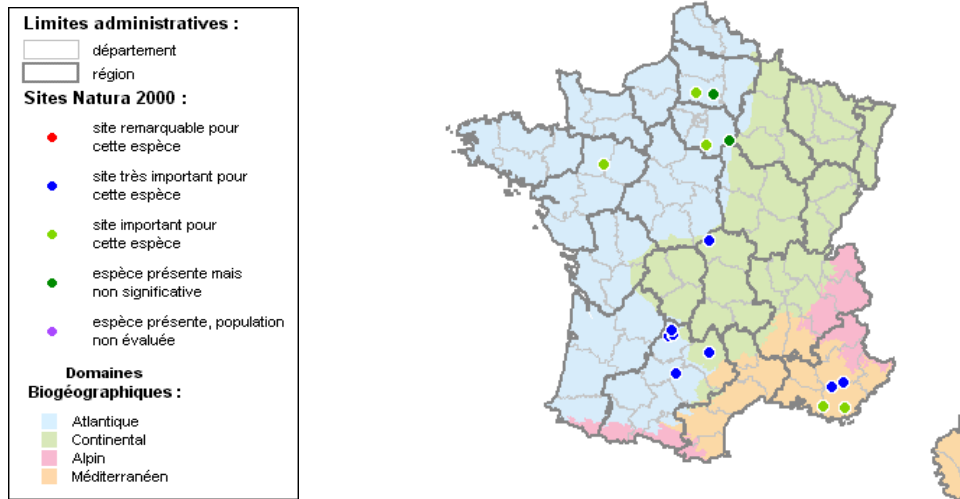 Limites administratives :
département
région
Sites Natura 2000 :
site remarquable pour
cette espèce
site très important pour
cette espèce
site important pour
cette espèce
espèce présente mais
non significative
espèce présente, population
non évaluée
Domaines
Biogéographiques :
Atlantique
Continental
Alpin
Méditerranéen